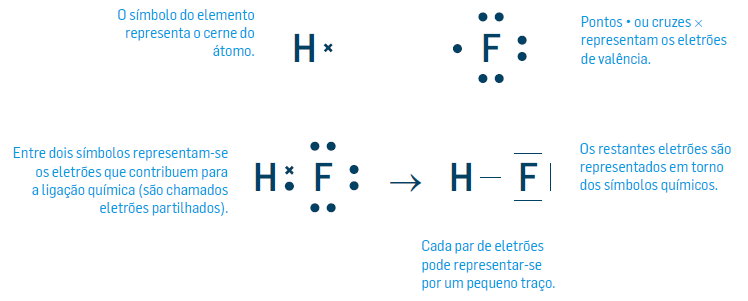 O símbolo do elemento
representa o cerne do
átomo.
H × • F
Pontos • ou cruzes ×
representam os eletrões
de valência.
Entre dois símbolos representam-se
os eletrões que contribuem para
a ligação química (são chamados
eletrões partilhados).
H × • F → H — F
Os restantes eletrões são
representados em torno
dos símbolos químicos.
Cada par de eletrões
pode representar-se
por um pequeno traço.